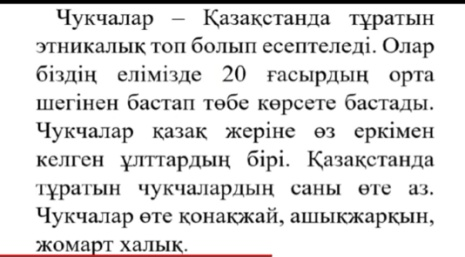 Чукчалар – Қазақстанда тұратын
этникалық топ болып есептеледі. Олар
біздің елімізде 20 ғасырдың орта
шегінен бастап төбе көрсете бастады.
Чукчалар қазақ жеріне өз еркімен
келген ұлттардың бірі. Қазақстанда
тұратын чукчалардың саны өте аз.
Чукчалар өте қонақжай, ашықжарқын,
жомарт халық.